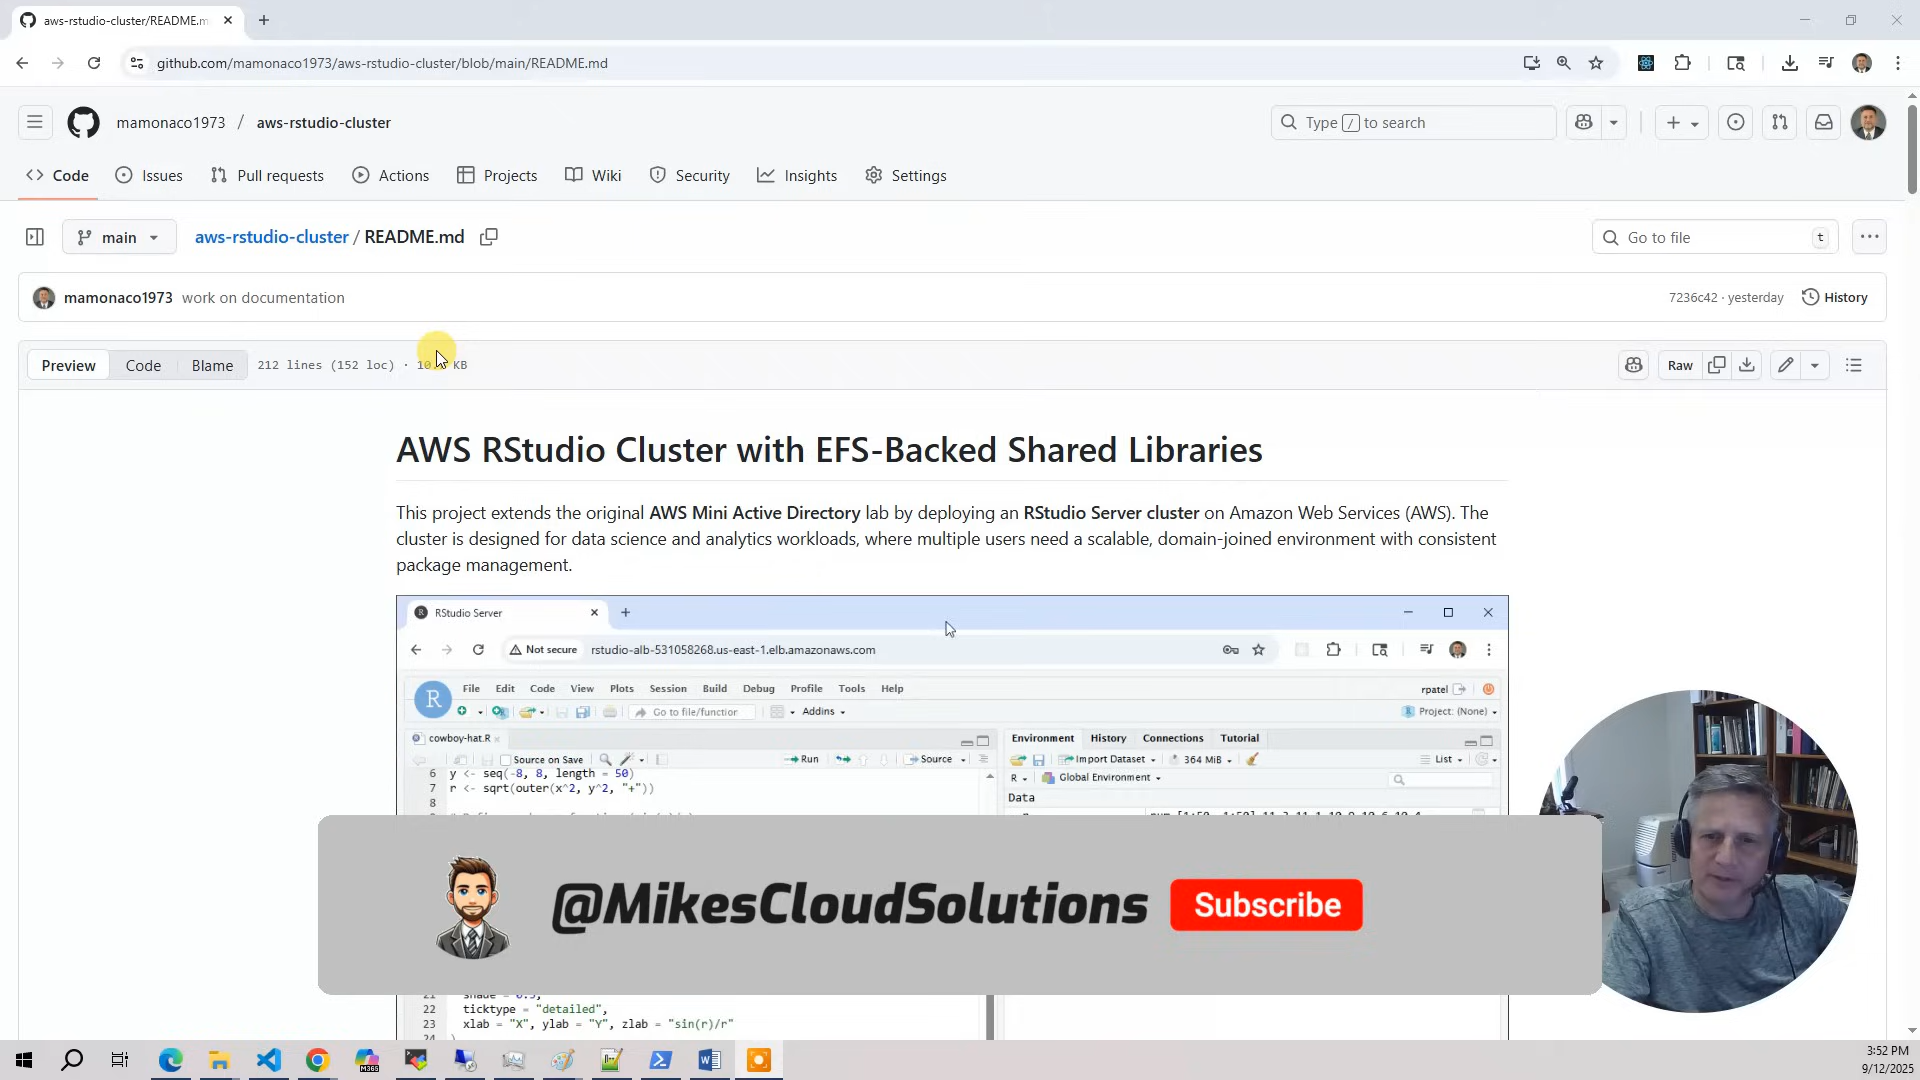 aws-rstudio-cluster/README.m
github.com/mamonaco1973/aws-rstudio-cluster/blob/main/README.md
mamonaco1973 / aws-rstudio-cluster
Type / to search
Code
Issues
Pull requests
Actions
Projects
Wiki
Security
Insights
Settings
main
aws-rstudio-cluster / README.md
Go to file
t
mamonaco1973 work on documentation
7236c42 · yesterday
History
Preview
Code
Blame
212 lines (152 loc) ·
KB
Raw
AWS RStudio Cluster with EFS-Backed Shared Libraries
This project extends the original AWS Mini Active Directory lab by deploying an RStudio Server cluster on Amazon Web Services (AWS). The
cluster is designed for data science and analytics workloads, where multiple users need a scalable, domain-joined environment with consistent
package management.
RStudio Server
Not secure
rstudio-alb-531058268.us-east-1.elb.amazonaws.com
R
File Edit Code View Plots Session Build Debug Profile Tools Help
rpatel
Go to file/function
Addins
Project: (None)
cowboy-hat.R
Environment History Connections Tutorial
Source on Save
Run
Source
Import Dataset
364 MiB
List
R
Global Environment
Data
6 y <- seq(-8, 8, length = 50)
7 r <- sqrt(outer(x^2, y^2, "+"))
8
@MikesCloudSolutions
Subscribe
22 ticktype = "detailed",
23 xlab = "X", ylab = "Y", zlab = "sin(r)/r"
M365
3:52 PM
9/12/2025